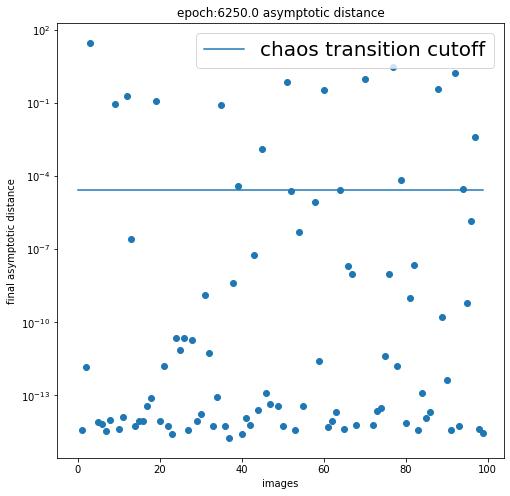 epoch:6250.0 asymptotic distance
chaos transition cutoff
10²
10⁻¹
10⁻⁴
10⁻⁷
10⁻¹⁰
10⁻¹³
final asymptotic distance
0 20 40 60 80 100
images